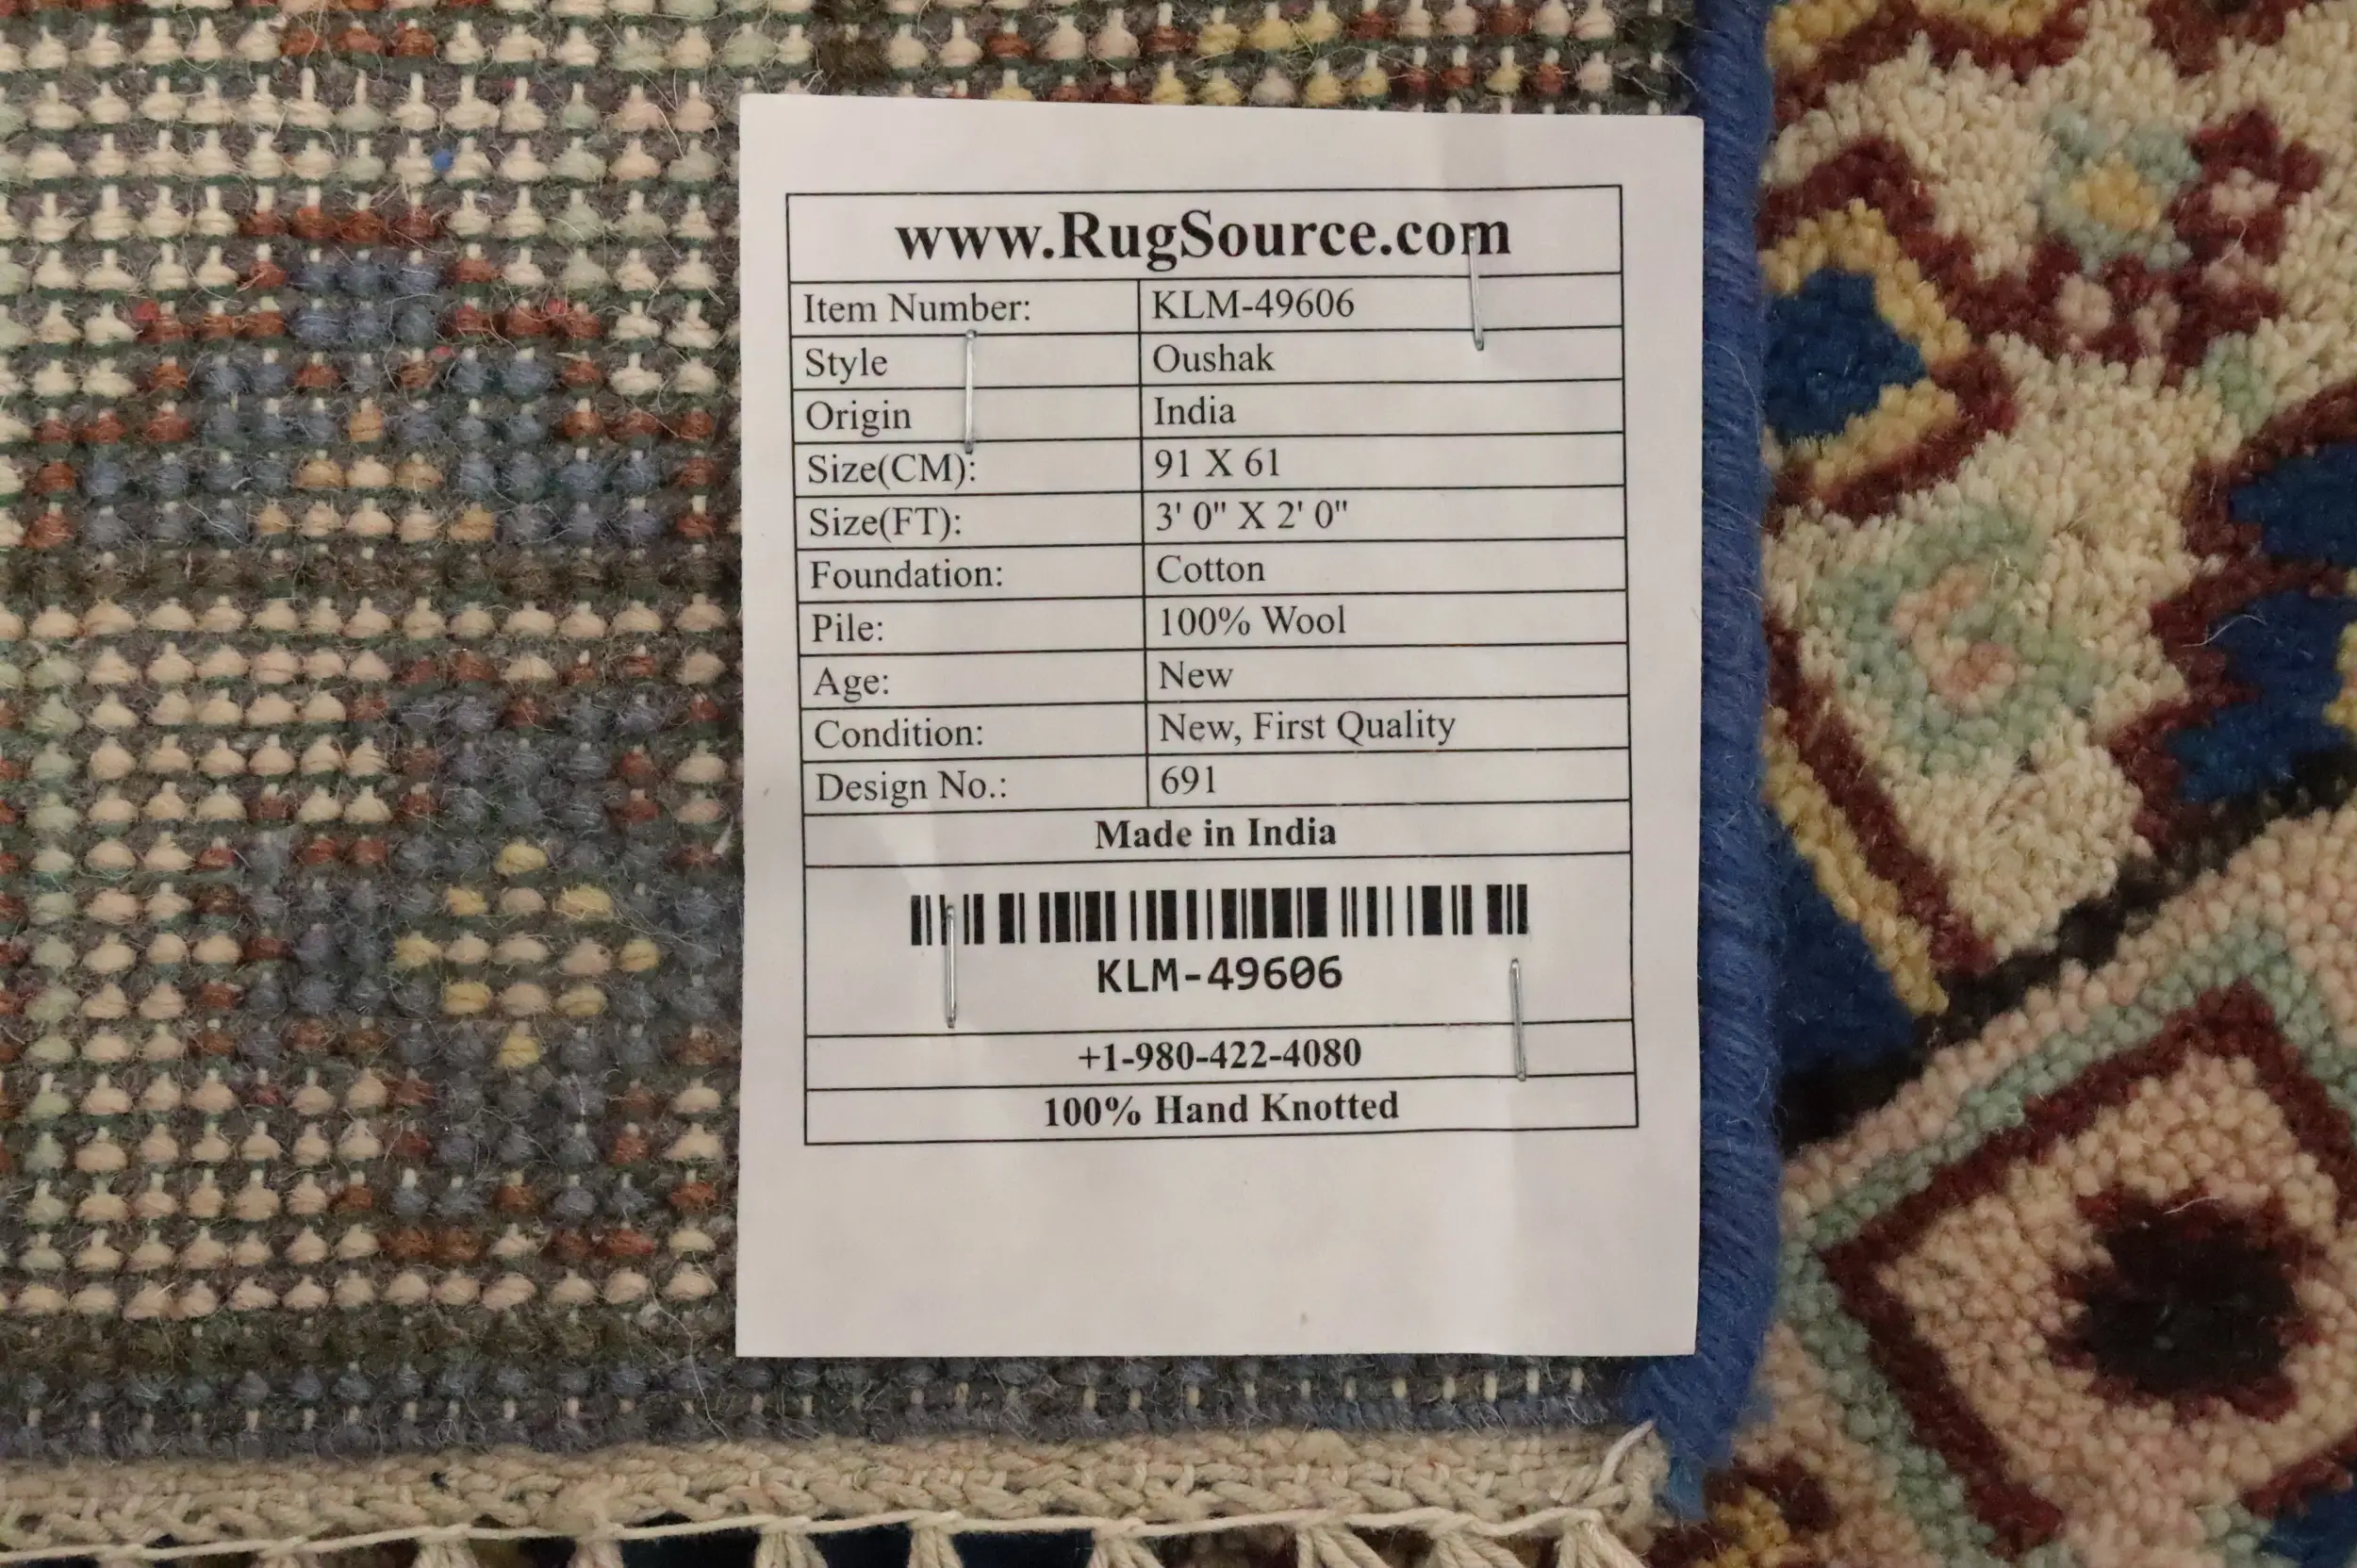 www.RugSource.com
Item Number: KLM-49606
Style Oushak
Origin India
Size(CM): 91 X 61
Size(FT): 3' 0" X 2' 0"
Foundation: Cotton
Pile: 100% Wool
Age: New
Condition: New, First Quality
Design No.: 691
Made in India
KLM-49606
+1-980-422-4080
100% Hand Knotted